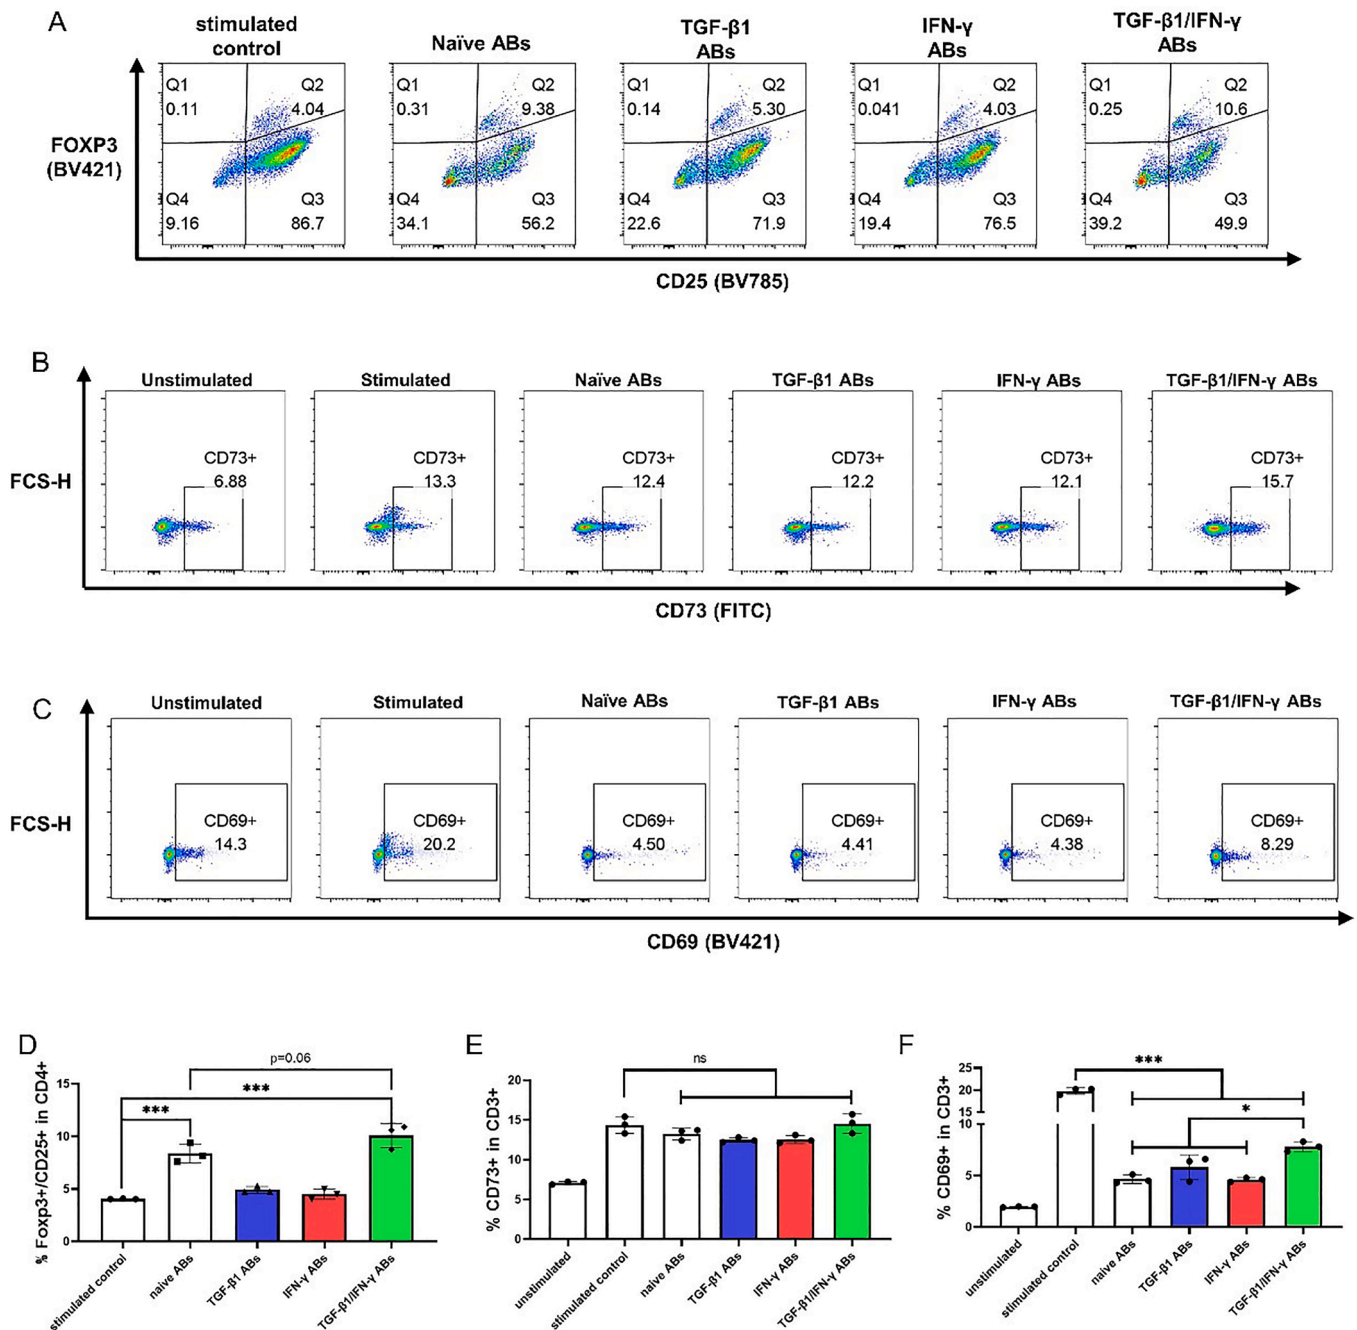 A
stimulated control
Naïve ABs
TGF-β1 ABs
IFN-γ ABs
TGF-β1/IFN-γ ABs
FOXP3 (BV421)
Q1 0.11
Q2 4.04
Q4 9.16
Q3 86.7
Q1 0.31
Q2 9.38
Q4 34.1
Q3 56.2
Q1 0.14
Q2 5.30
Q4 22.6
Q3 71.9
Q1 0.041
Q2 4.03
Q4 19.4
Q3 76.5
Q1 0.25
Q2 10.6
Q4 39.2
Q3 49.9
CD25 (BV785)
B
Unstimulated
Stimulated
Naïve ABs
TGF-β1 ABs
IFN-γ ABs
TGF-β1/IFN-γ ABs
FCS-H
CD73+ 6.88
CD73+ 13.3
CD73+ 12.4
CD73+ 12.2
CD73+ 12.1
CD73+ 15.7
CD73 (FITC)
C
Unstimulated
Stimulated
Naïve ABs
TGF-β1 ABs
IFN-γ ABs
TGF-β1/IFN-γ ABs
FCS-H
CD69+ 14.3
CD69+ 20.2
CD69+ 4.50
CD69+ 4.41
CD69+ 4.38
CD69+ 8.29
CD69 (BV421)
D
% Foxp3+/CD25+ in CD4+
15
10
5
0
p=0.06
***
***
stimulated control
naive ABs
TGF-β1 ABs
IFN-γ ABs
TGF-β1/IFN-γ ABs
E
% CD73+ in CD3+
20
15
10
5
0
ns
unstimulated
stimulated control
naive ABs
TGF-β1 ABs
IFN-γ ABs
TGF-β1/IFN-γ ABs
F
% CD69+ in CD3+
25
20
15
10
5
0
***
*
unstimulated
stimulated control
naive ABs
TGF-β1 ABs
IFN-γ ABs
TGF-β1/IFN-γ ABs